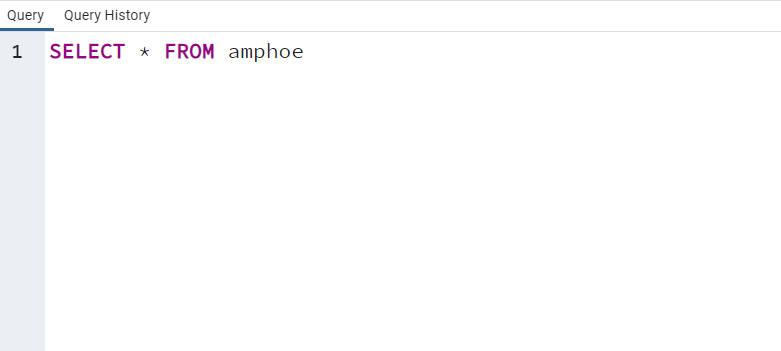 Query Query History
1 SELECT * FROM amphoe